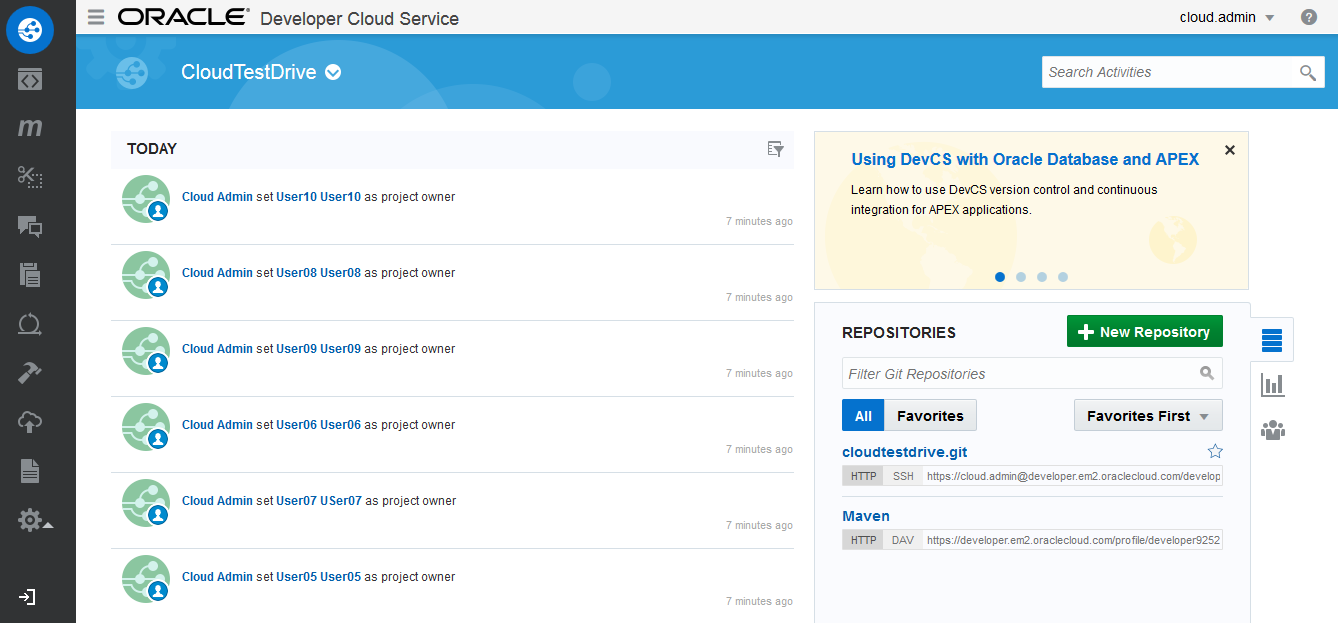 ORACLE® Developer Cloud Service
cloud.admin
?
CloudTestDrive
Search Activities
m
TODAY
Cloud Admin set User10 User10 as project owner
7 minutes ago
Cloud Admin set User08 User08 as project owner
7 minutes ago
Cloud Admin set User09 User09 as project owner
7 minutes ago
Cloud Admin set User06 User06 as project owner
7 minutes ago
Cloud Admin set User07 USer07 as project owner
7 minutes ago
Cloud Admin set User05 User05 as project owner
7 minutes ago
Using DevCS with Oracle Database and APEX
Learn how to use DevCS version control and continuous
integration for APEX applications.
REPOSITORIES
New Repository
Filter Git Repositories
All Favorites
Favorites First
cloudtestdrive.git
HTTP SSH https://cloud.admin@developer.em2.oraclecloud.com/develop
Maven
HTTP DAV https://developer.em2.oraclecloud.com/profile/developer9252